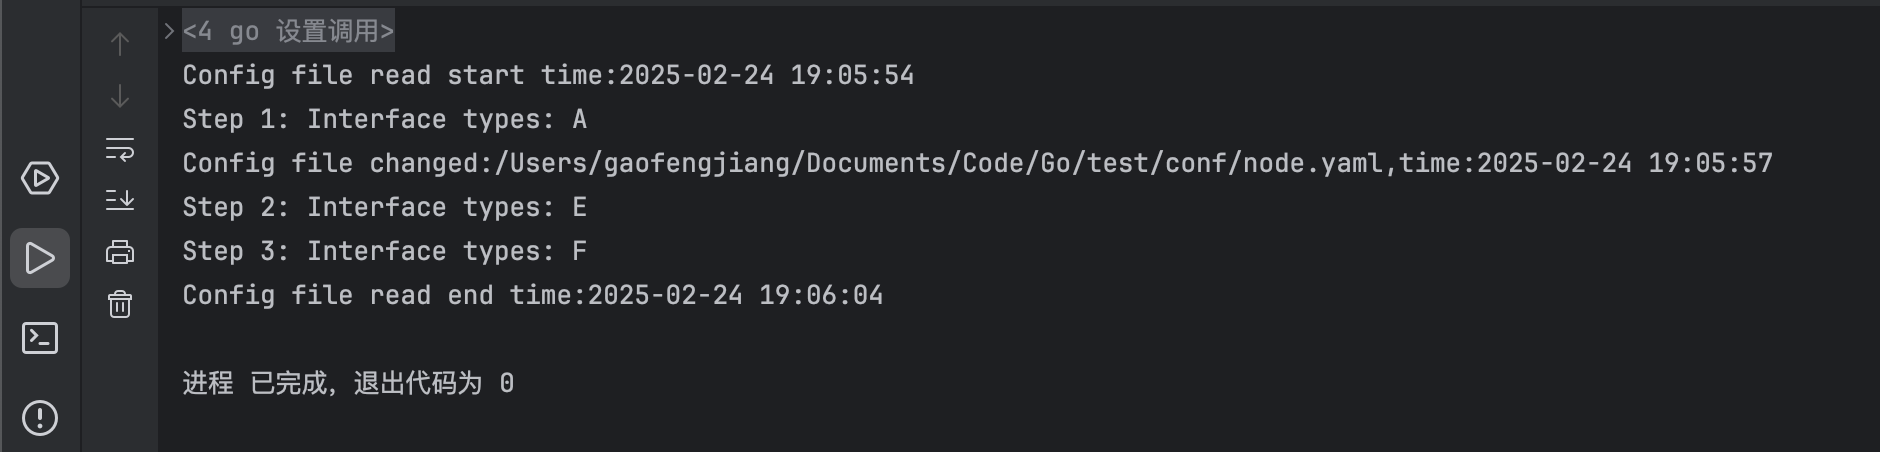 <4 go 设置调用>
Config file read start time:2025-02-24 19:05:54
Step 1: Interface types: A
Config file changed:/Users/gaofengjiang/Documents/Code/Go/test/conf/node.yaml,time:2025-02-24 19:05:57
Step 2: Interface types: E
Step 3: Interface types: F
Config file read end time:2025-02-24 19:06:04
进程 已完成，退出代码为 0